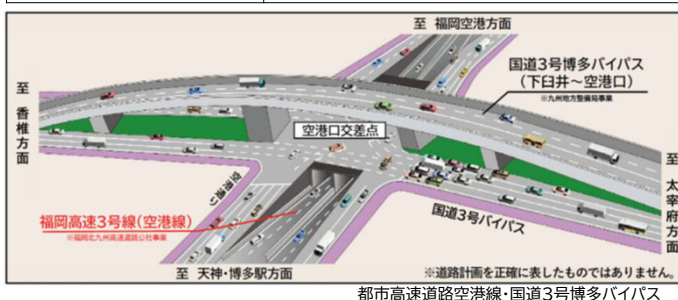 至 福岡空港方面
国道3号博多バイパス
(下臼井～空港口)
※九州地方整備局事業
至 香椎方面
空港口交差点
至 太宰府方面
空港通り
福岡高速3号線(空港線)
※福岡北九州高速道路公社事業
国道3号バイパス
至 天神・博多駅方面
※道路計画を正確に表したものではありません。
都市高速道路空港線・国道3号博多バイパス